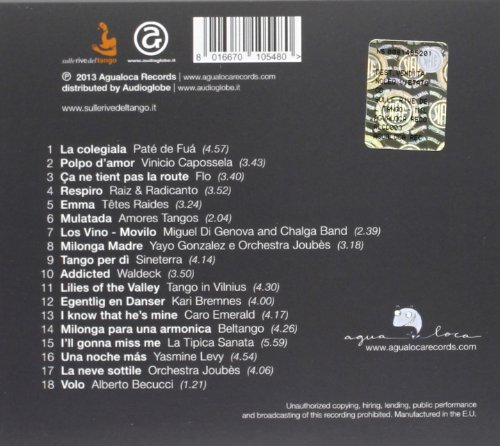 sullerivedeltango
www.audioglobe.it
8 016670 105480 >
℗ 2013 Agualoca Records | agualocarecords.com
distributed by Audioglobe | www.audioglobe.it
www.sullerivedeltango.it
1 La colegiala Paté de Fuá (4.57)
2 Polpo d'amor Vinicio Capossela (3.43)
3 Ça ne tient pas la route Flo (3.40)
4 Respiro Raiz & Radicanto (3.52)
5 Emma Têtes Raides (3.24)
6 Mulatada Amores Tangos (2.04)
7 Los Vino - Movilo Miguel Di Genova and Chalga Band (2.39)
8 Milonga Madre Yayo Gonzalez e Orchestra Joubès (3.18)
9 Tango per dì Sineterra (4.14)
10 Addicted Waldeck (3.50)
11 Lilies of the Valley Tango in Vilnius (4.30)
12 Egentlig en Danser Kari Bremnes (4.00)
13 I know that he's mine Caro Emerald (4.17)
14 Milonga para una armonica Beltango (4.26)
15 I'll gonna miss me La Tipica Sanata (5.59)
16 Una noche más Yasmine Levy (4.54)
17 La neve sottile Orchestra Joubès (4.06)
18 Volo Alberto Becucci (1.21)
agua loca
www.agualocarecords.com
Unauthorized copying, hiring, lending, public performance
and broadcasting of this recording prohibited. Manufactured in the E.U.